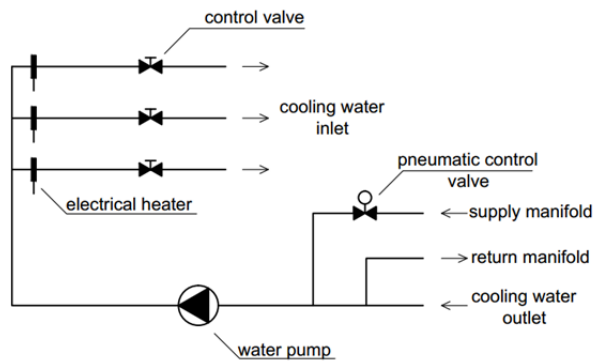 control valve
cooling water
inlet
pneumatic control
valve
electrical heater
supply manifold
return manifold
cooling water
outlet
water pump